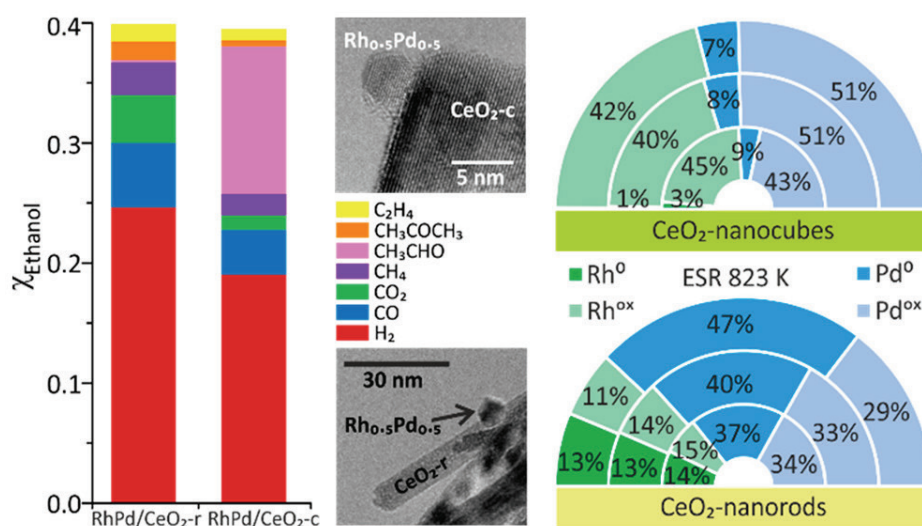 0.4
0.3
0.2
0.1
0.0
χEthanol
RhPd/CeO₂-r RhPd/CeO₂-c
Rh₀.₅Pd₀.₅
CeO₂-c
5 nm
C₂H₄
CH₃COCH₃
CH₃CHO
CH₄
CO₂
CO
H₂
30 nm
Rh₀.₅Pd₀.₅
CeO₂-r
7%
42% 51%
8%
40% 51%
9%
45% 43%
1% 3%
CeO₂-nanocubes
Rh⁰ ESR 823 K Pd⁰
Rhᵒˣ Pdᵒˣ
47%
40%
11% 29%
14% 37% 33%
15% 34%
13% 13% 14%
CeO₂-nanorods